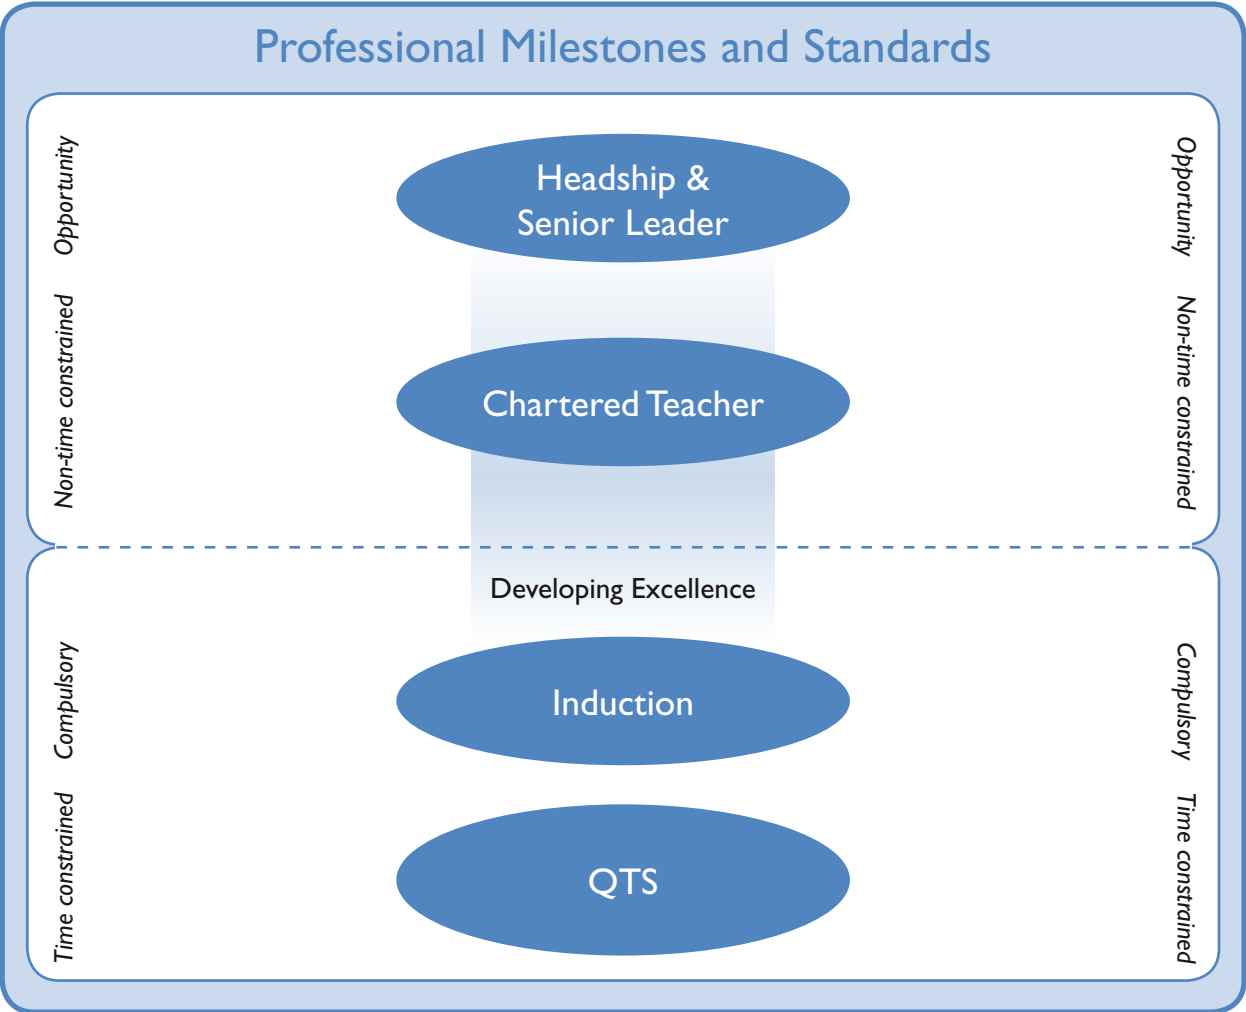 Professional Milestones and Standards
Opportunity
Non-time constrained
Headship &
Senior Leader
Chartered Teacher
Opportunity
Non-time constrained
Developing Excellence
Compulsory
Time constrained
Induction
QTS
Compulsory
Time constrained